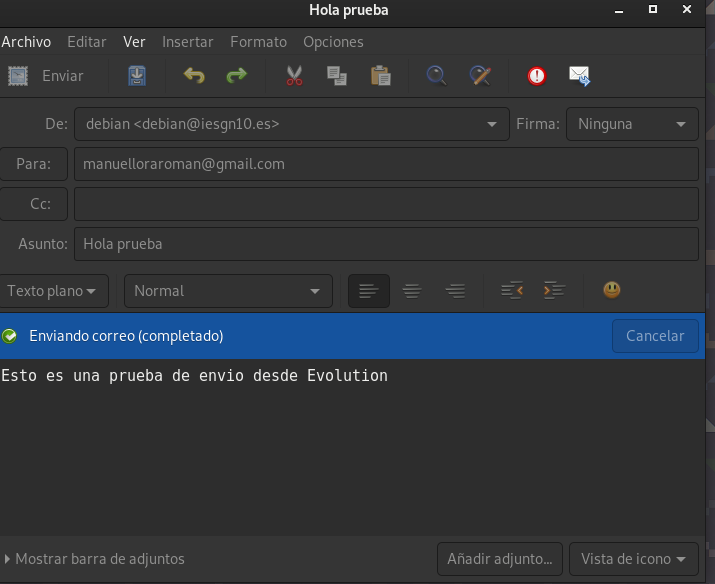 Hola prueba
Archivo Editar Ver Insertar Formato Opciones
Enviar
De: debian <debian@iesgn10.es> Firma: Ninguna
Para: manuelloraroman@gmail.com
Cc:
Asunto: Hola prueba
Texto plano Normal
Enviando correo (completado) Cancelar
Esto es una prueba de envio desde Evolution
Mostrar barra de adjuntos Añadir adjunto... Vista de icono